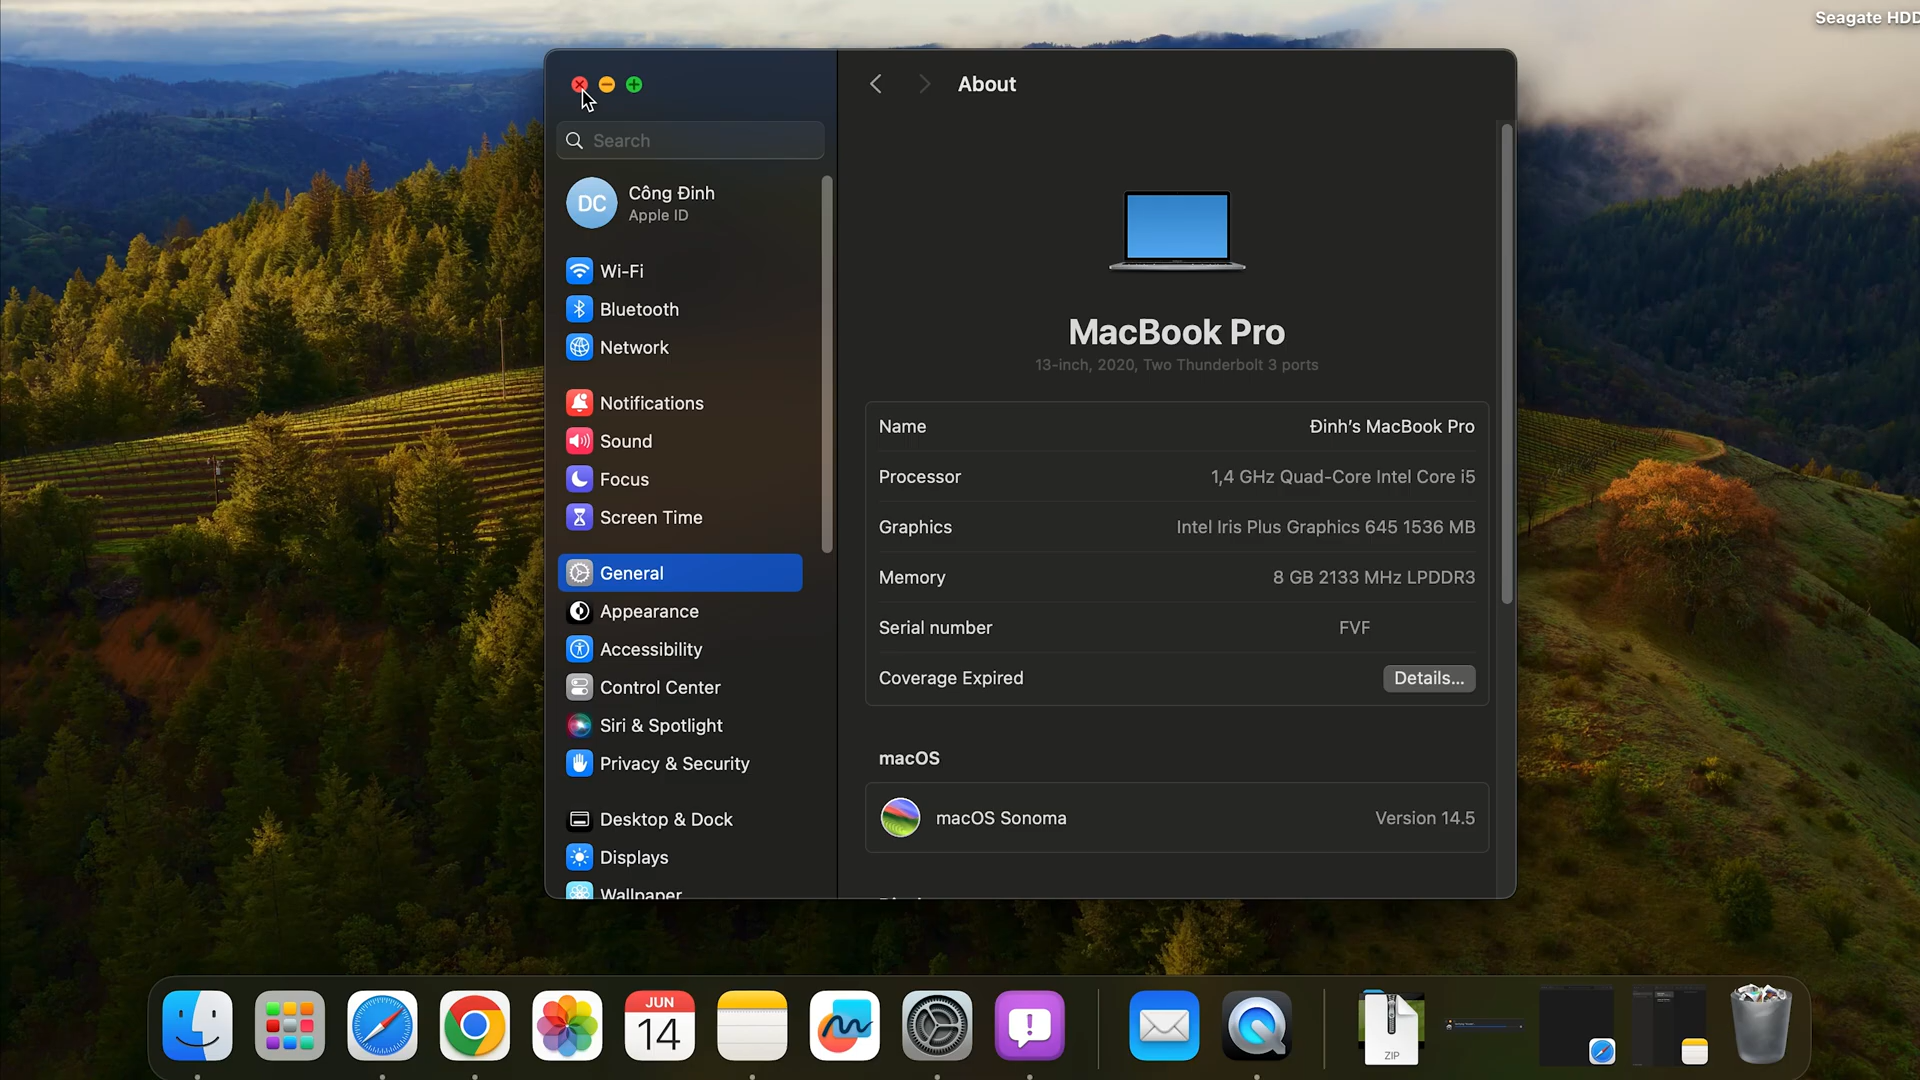 Seagate HDD
About
Search
DC
Công Đinh
Apple ID
Wi-Fi
Bluetooth
Network
Notifications
Sound
Focus
Screen Time
General
Appearance
Accessibility
Control Center
Siri & Spotlight
Privacy & Security
Desktop & Dock
Displays
Wallpaper
MacBook Pro
13-inch, 2020, Two Thunderbolt 3 ports
Name Đinh’s MacBook Pro
Processor 1,4 GHz Quad-Core Intel Core i5
Graphics Intel Iris Plus Graphics 645 1536 MB
Memory 8 GB 2133 MHz LPDDR3
Serial number FVF
Coverage Expired Details...
macOS
macOS Sonoma Version 14.5
JUN
14
ZIP